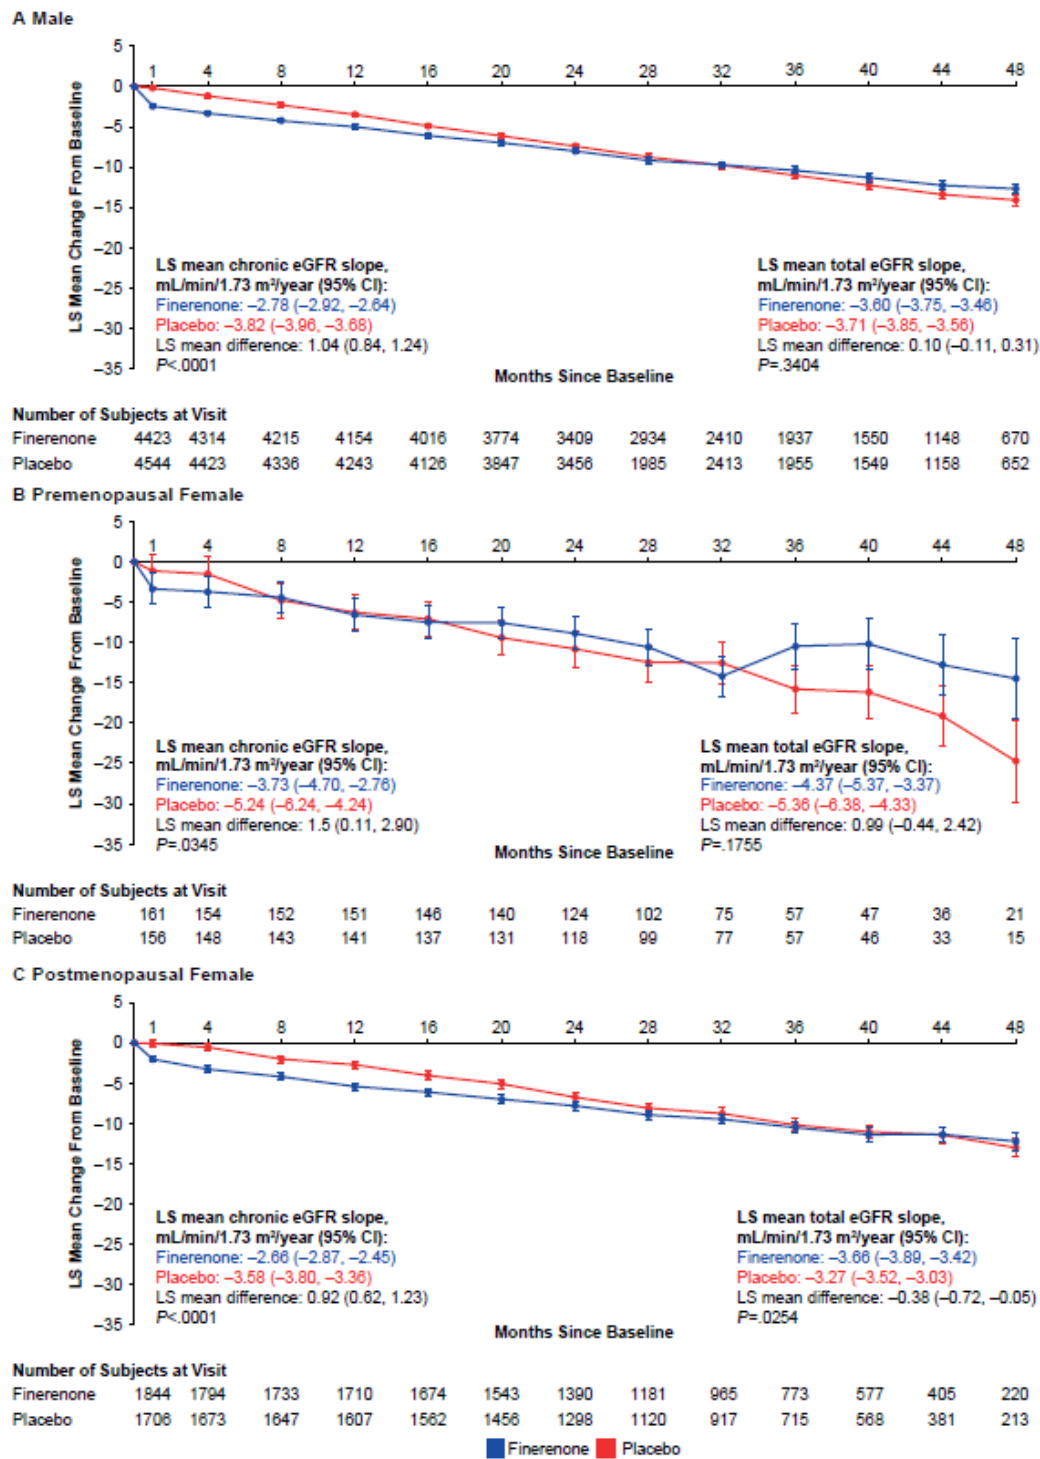 A Male
5
1 4 8 12 16 20 24 28 32 36 40 44 48
0
−5
−10
−15
−20
−25
−30
−35
LS Mean Change From Baseline
LS mean chronic eGFR slope,
mL/min/1.73 m²/year (95% CI):
Finerenone: −2.78 (−2.92, −2.64)
Placebo: −3.82 (−3.96, −3.68)
LS mean difference: 1.04 (0.84, 1.24)
P<.0001
LS mean total eGFR slope,
mL/min/1.73 m²/year (95% CI):
Finerenone: −3.60 (−3.75, −3.46)
Placebo: −3.71 (−3.85, −3.56)
LS mean difference: 0.10 (−0.11, 0.31)
P=.3404
Months Since Baseline
Number of Subjects at Visit
Finerenone 4423 4314 4215 4154 4016 3774 3409 2934 2410 1937 1550 1148 670
Placebo 4544 4423 4336 4243 4126 3847 3456 1985 2413 1955 1549 1158 652
B Premenopausal Female
5
1 4 8 12 16 20 24 28 32 36 40 44 48
0
−5
−10
−15
−20
−25
−30
−35
LS Mean Change From Baseline
LS mean chronic eGFR slope,
mL/min/1.73 m²/year (95% CI):
Finerenone: −3.73 (−4.70, −2.76)
Placebo: −5.24 (−6.24, −4.24)
LS mean difference: 1.5 (0.11, 2.90)
P=.0345
LS mean total eGFR slope,
mL/min/1.73 m²/year (95% CI):
Finerenone: −4.37 (−5.37, −3.37)
Placebo: −5.36 (−6.38, −4.33)
LS mean difference: 0.99 (−0.44, 2.42)
P=.1755
Months Since Baseline
Number of Subjects at Visit
Finerenone 161 154 152 151 146 140 124 102 75 57 47 36 21
Placebo 156 148 143 141 137 131 118 99 77 57 46 33 15
C Postmenopausal Female
5
1 4 8 12 16 20 24 28 32 36 40 44 48
0
−5
−10
−15
−20
−25
−30
−35
LS Mean Change From Baseline
LS mean chronic eGFR slope,
mL/min/1.73 m²/year (95% CI):
Finerenone: −2.66 (−2.87, −2.45)
Placebo: −3.58 (−3.80, −3.36)
LS mean difference: 0.92 (0.62, 1.23)
P<.0001
LS mean total eGFR slope,
mL/min/1.73 m²/year (95% CI):
Finerenone: −3.66 (−3.89, −3.42)
Placebo: −3.27 (−3.52, −3.03)
LS mean difference: −0.38 (−0.72, −0.05)
P=.0254
Months Since Baseline
Number of Subjects at Visit
Finerenone 1844 1794 1733 1710 1674 1543 1390 1181 965 773 577 405 220
Placebo 1706 1673 1647 1607 1562 1456 1298 1120 917 715 568 381 213
Finerenone Placebo